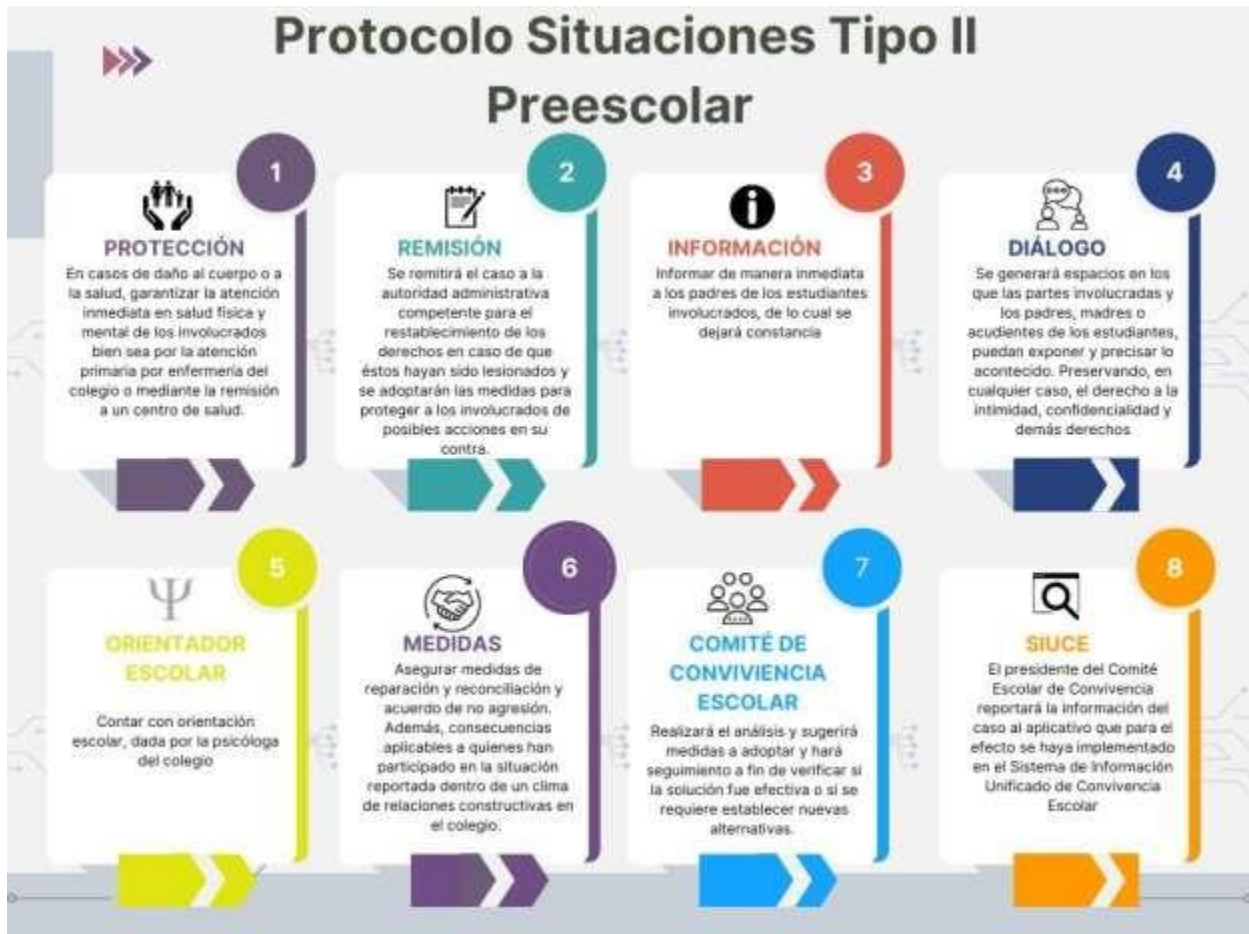 Protocolo Situaciones Tipo II
Preescolar
1
PROTECCIÓN
En casos de daño al cuerpo o a
la salud, garantizar la atención
inmediata en salud física y
mental de los involucrados
bien sea por la atención
primaria por enfermería del
colegio o mediante la remisión
a un centro de salud.
2
REMISIÓN
Se remitirá el caso a la
autoridad administrativa
competente para el
restablecimiento de los
derechos en caso de que
éstos hayan sido lesionados y
se adoptarán las medidas para
proteger a los involucrados de
posibles acciones en su
contra.
3
INFORMACIÓN
Informar de manera inmediata
a los padres de los estudiantes
involucrados, de lo cual se
dejará constancia
4
DIÁLOGO
Se generará espacios en los
que las partes involucradas y
los padres, madres o
acudientes de los estudiantes,
puedan exponer y precisar lo
acontecido. Preservando, en
cualquier caso, el derecho a la
intimidad, confidencialidad y
demás derechos
5
ORIENTADOR
ESCOLAR
Contar con orientación
escolar, dada por la psicóloga
del colegio
6
MEDIDAS
Asegurar medidas de
reparación y reconciliación y
acuerdo de no agresión.
Además, consecuencias
aplicables a quienes han
participado en la situación
reportada dentro de un clima
de relaciones constructivas en
el colegio.
7
COMITÉ DE
CONVIVIENCIA
ESCOLAR
Realizará el análisis y sugerirá
medidas a adoptar y hará
seguimiento a fin de verificar si
la solución fue efectiva o si se
requiere establecer nuevas
alternativas.
8
SIUCE
El presidente del Comité
Escolar de Convivencia
reportará la información del
caso al aplicativo que para el
efecto se haya implementado
en el Sistema de Información
Unificado de Convivencia
Escolar